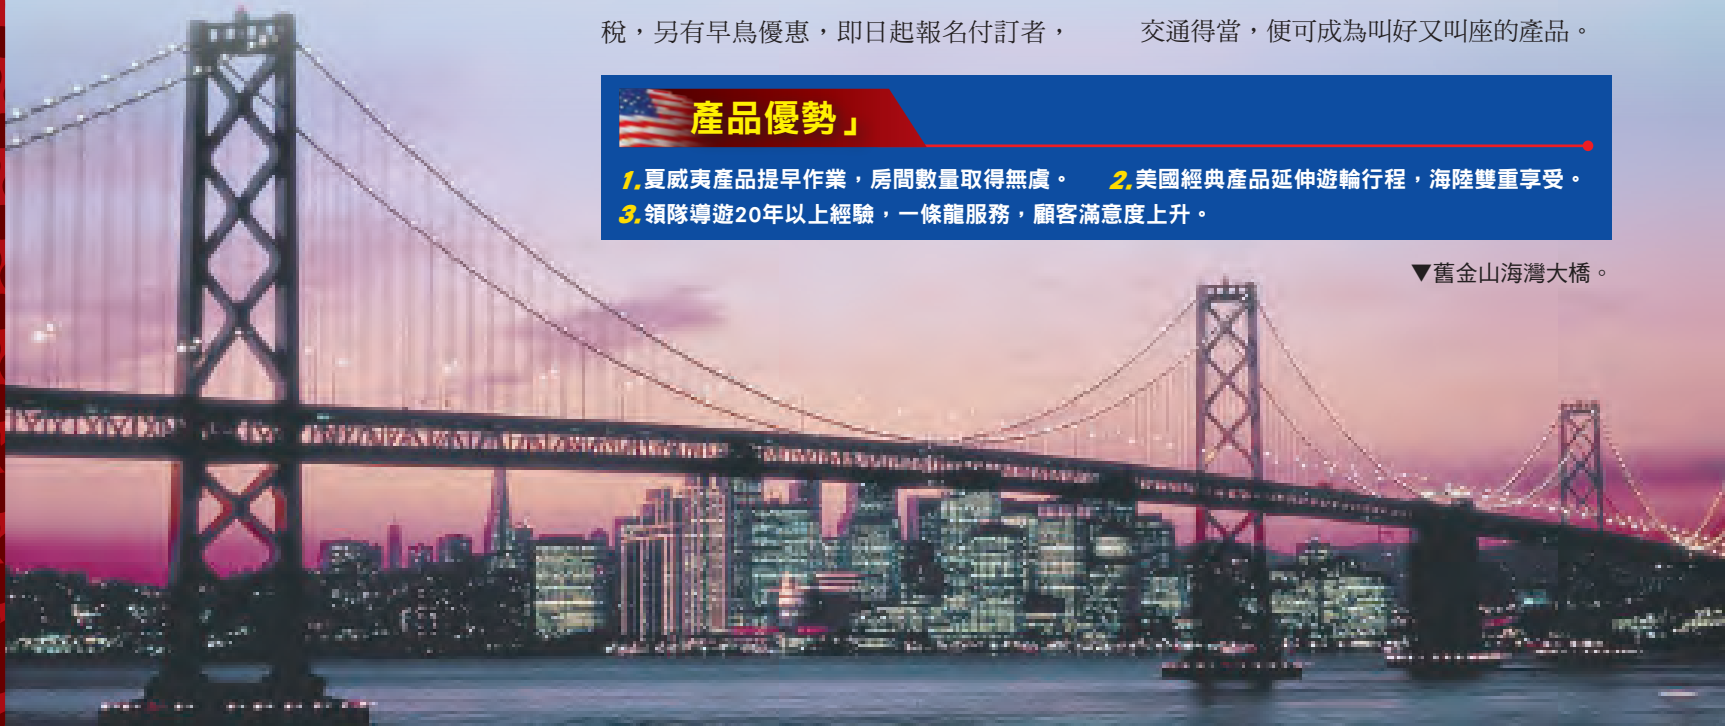 稅，另有早鳥優惠，即日起報名付訂者，
交通得當，便可成為叫好又叫座的產品。
產品優勢」
1.夏威夷產品提早作業，房間數量取得無虞。 2.美國經典產品延伸遊輪行程，海陸雙重享受。
3.領隊導遊20年以上經驗，一條龍服務，顧客滿意度上升。
▼舊金山海灣大橋。